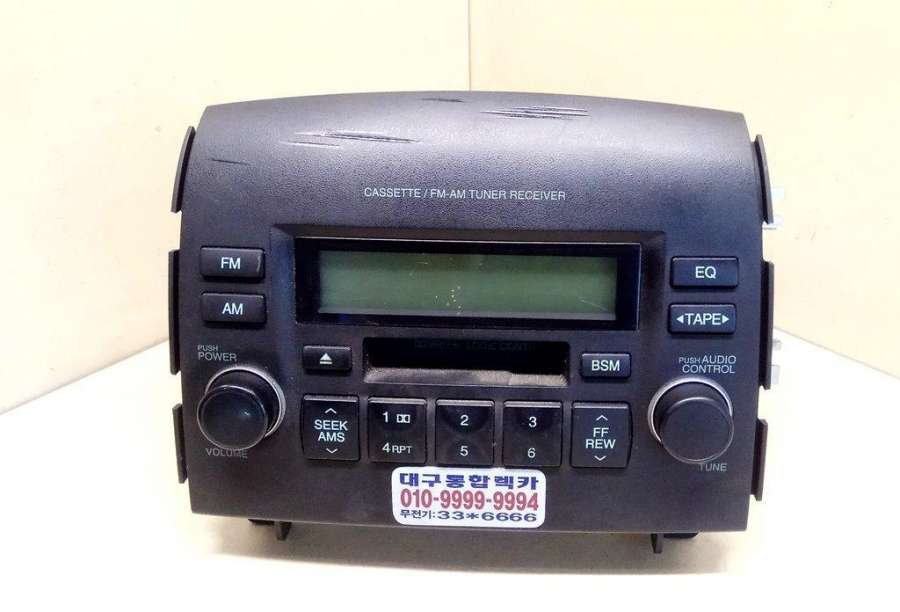 CASSETTE / FM-AM TUNER RECEIVER
FM
AM
EQ
◂TAPE▸
PUSH
POWER
VOLUME
BSM
PUSH AUDIO
CONTROL
TUNE
SEEK
AMS
1
4 RPT
2
5
3
6
FF
REW
대구통합렉카
010-9999-9994
무전기:33*6666